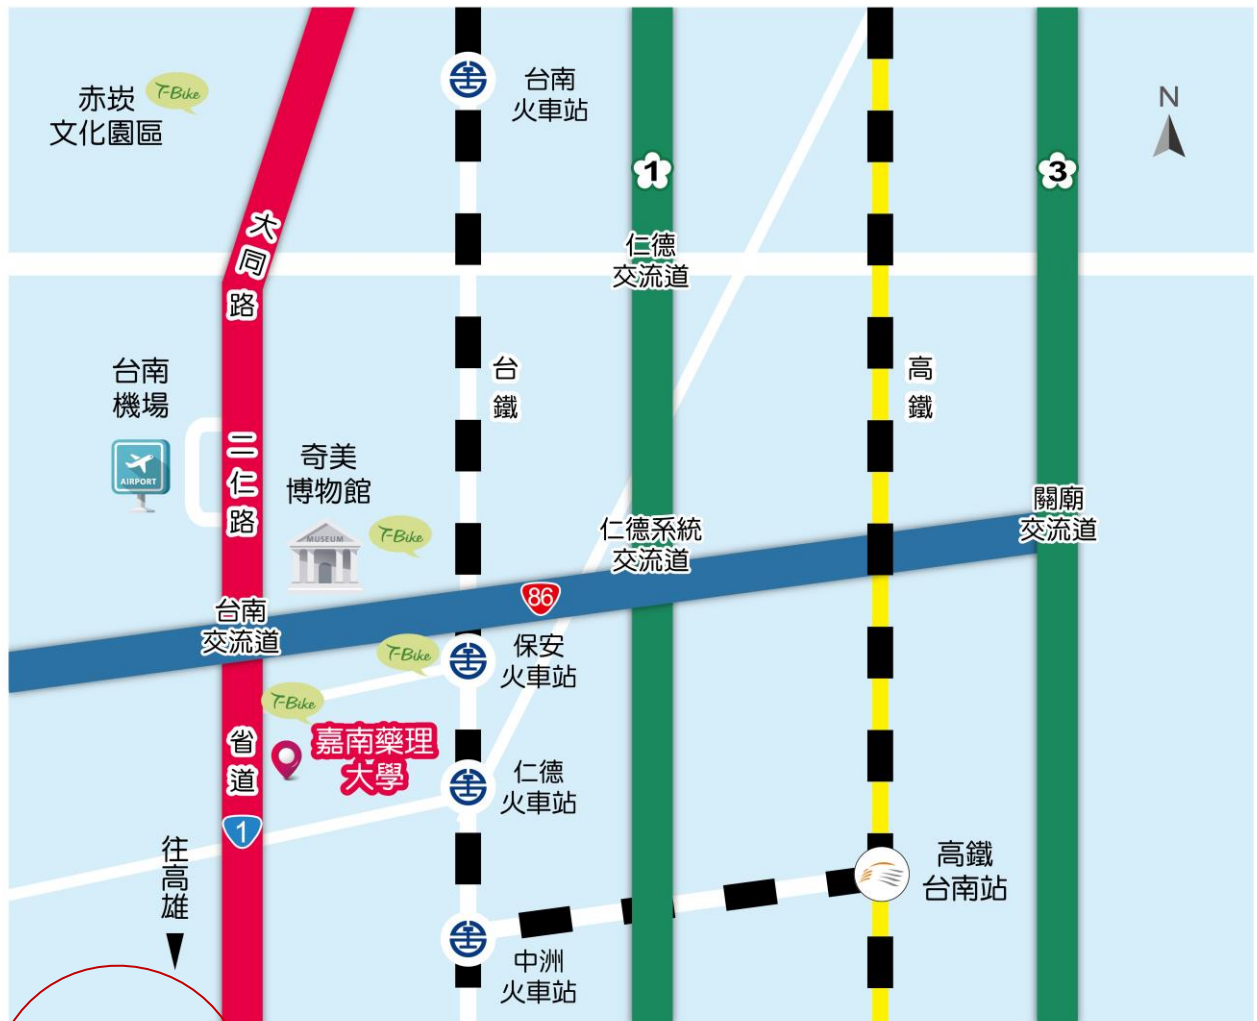 赤崁
文化園區
T-Bike
台南
火車站
N
1
3
大同路
仁德
交流道
台鐵
高鐵
台南
機場
AIRPORT
二仁路
奇美
博物館
MUSEUM
T-Bike
仁德系統
交流道
關廟
交流道
86
台南
交流道
T-Bike
保安
火車站
T-Bike
嘉南藥理
大學
省道
1
仁德
火車站
往高雄
高鐵
台南站
中洲
火車站